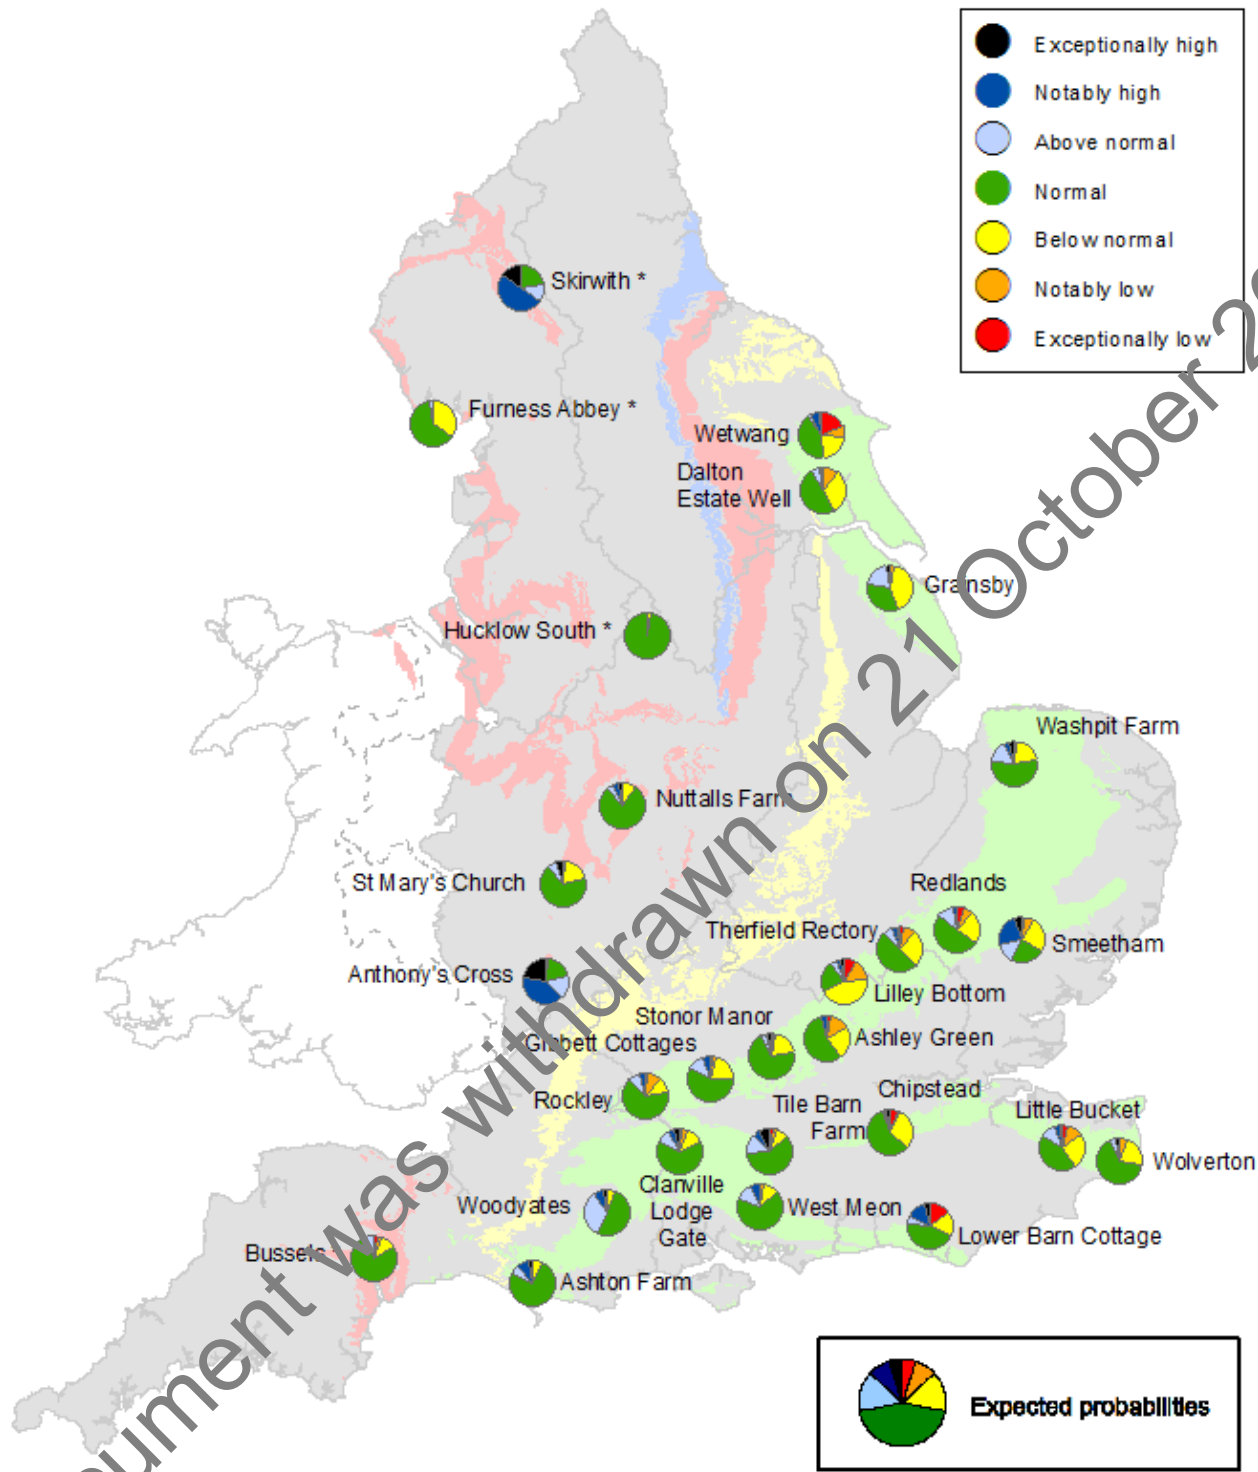 Exceptionally high
Notably high
Above normal
Normal
Below normal
Notably low
Exceptionally low
Skirwith *
Furness Abbey *
Wetwang
Dalton
Estate Well
Grainsby
Hucklow South *
Washpit Farm
Nuttalls Farm
St Mary's Church
Redlands
Therfield Rectory
Smeetham
Anthony's Cross
Lilley Bottom
Stonor Manor
Gibbett Cottages
Ashley Green
Rockley
Chipstead
Tile Barn
Farm
Little Bucket
Wolverton
Clanville
Lodge
Gate
Woodyates
West Meon
Lower Barn Cottage
Bussels
Ashton Farm
Expected probabilities
was withdrawn on 21 October